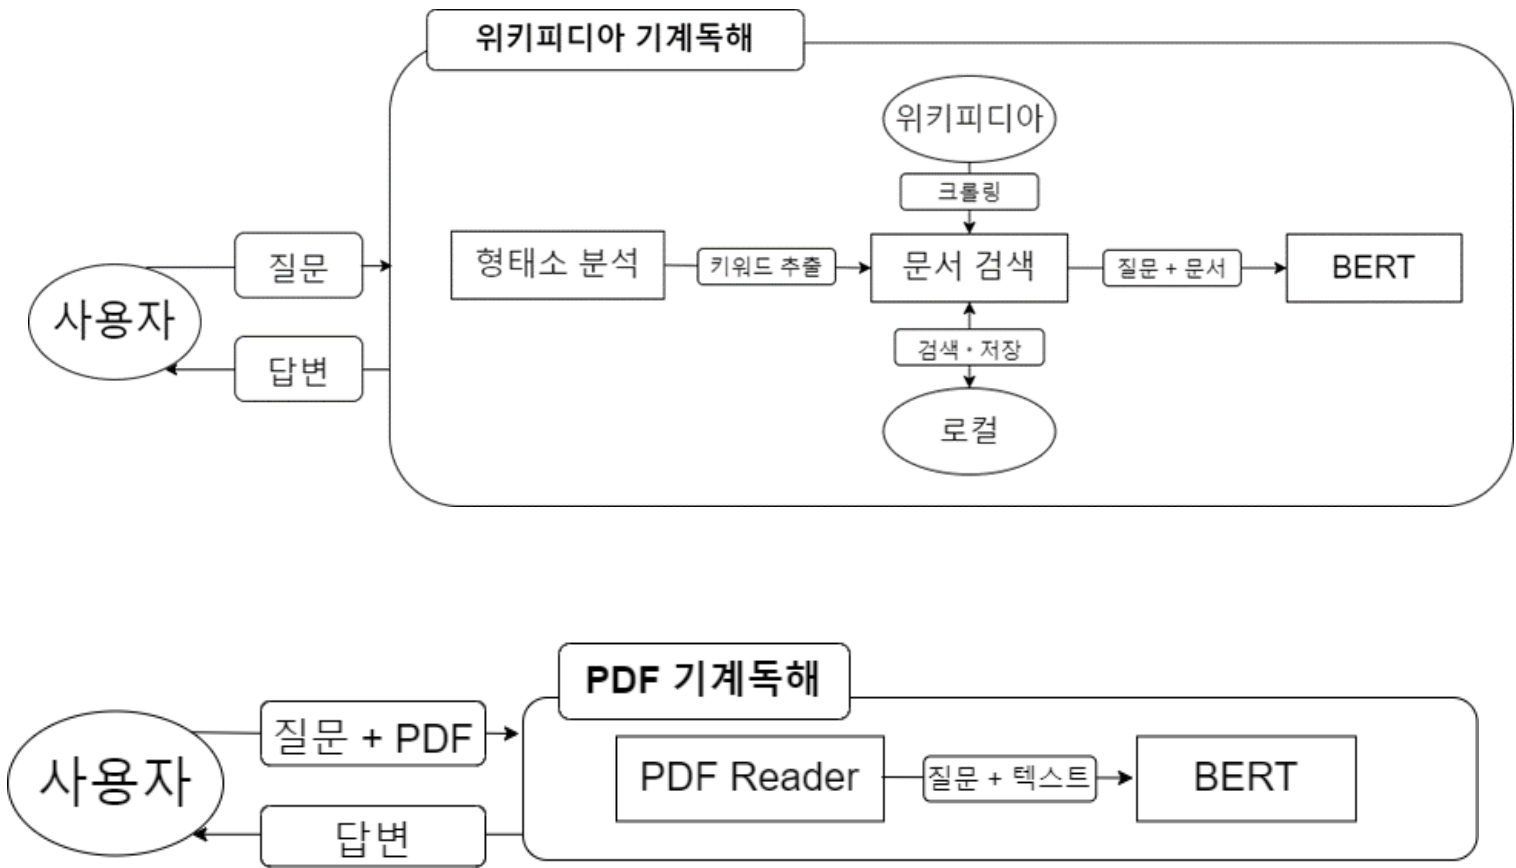 위키피디아 기계독해
위키피디아
크롤링
질문
형태소 분석
키워드 추출
문서 검색
질문 + 문서
BERT
사용자
답변
검색 · 저장
로컬
PDF 기계독해
질문 + PDF
사용자
PDF Reader
질문 + 텍스트
BERT
답변